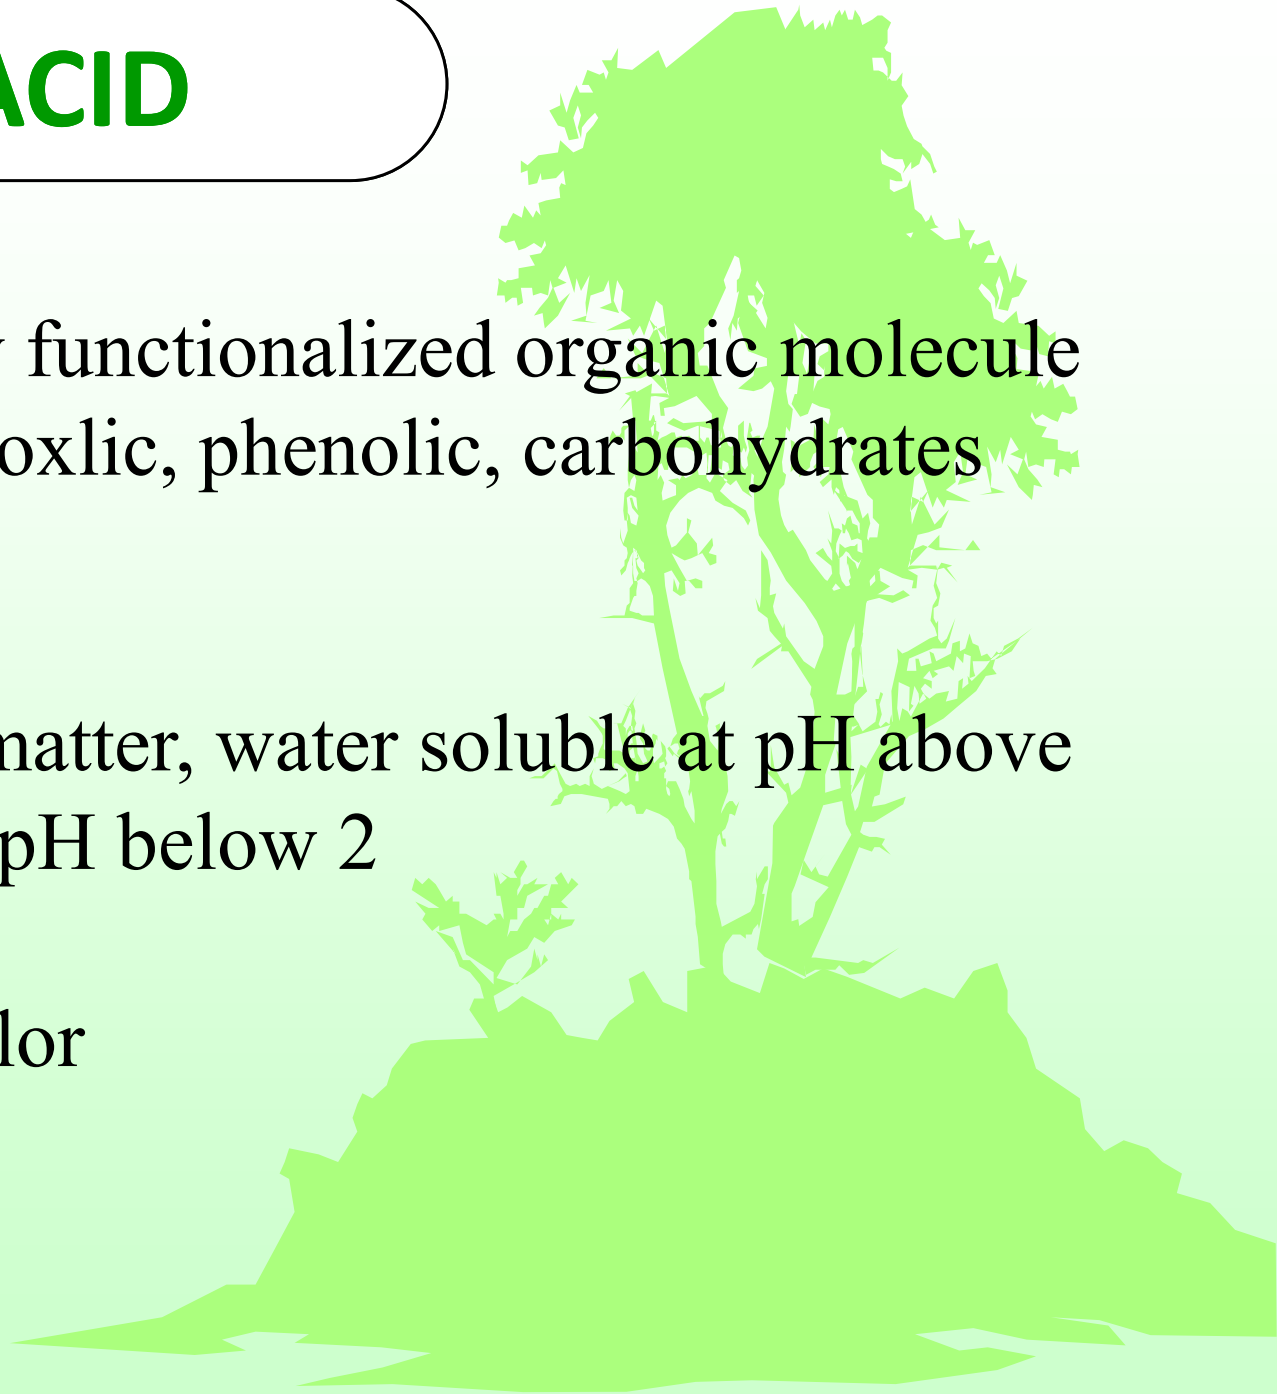 ACID
functionalized organic molecule
oxlic, phenolic, carbohydrates
matter, water soluble at pH above
pH below 2
lor